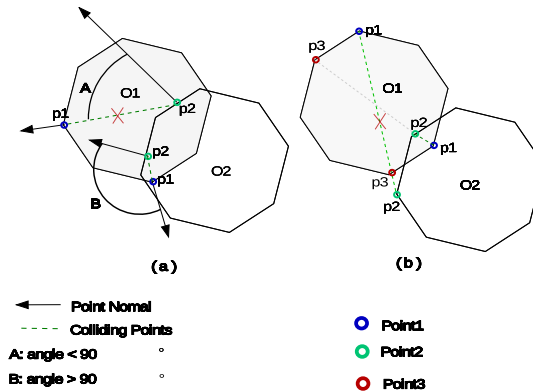 A
O1
p1
p2
p2
p1
O2
B
(a)
p1
p3
O1
p2
p1
p3
p2
O2
(b)
Point Nomal
Colliding Points
A: angle < 90 °
B: angle > 90 °
Point1
Point2
Point3